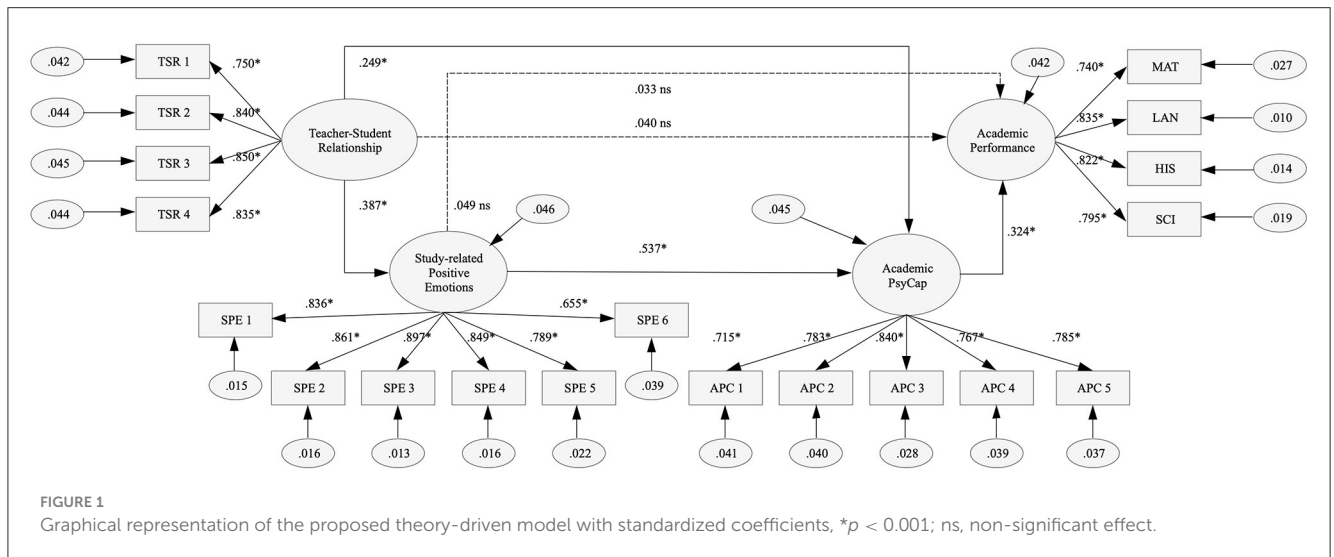 .042
TSR 1
.750*
.044
TSR 2
.840*
.045
TSR 3
.850*
.044
TSR 4
.835*
Teacher-Student
Relationship
.249*
.033 ns
.040 ns
.387*
.049 ns
.046
Study-related
Positive
Emotions
.537*
.045
Academic
PsyCap
.324*
.042
Academic
Performance
.740*
MAT
.027
.835*
LAN
.010
.822*
HIS
.014
.795*
SCI
.019
SPE 1
.836*
.015
.861*
SPE 2
.016
.897*
SPE 3
.013
.849*
SPE 4
.016
.789*
SPE 5
.022
.655*
SPE 6
.039
.715*
APC 1
.041
.783*
APC 2
.040
.840*
APC 3
.028
.767*
APC 4
.039
.785*
APC 5
.037
FIGURE 1
Graphical representation of the proposed theory-driven model with standardized coefficients, *p < 0.001; ns, non-significant effect.